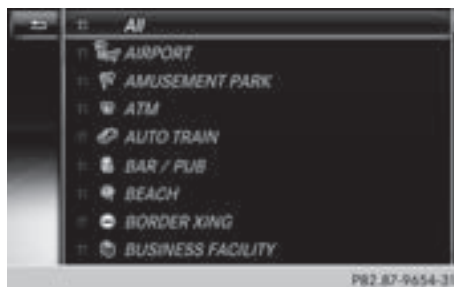 All
AIRPORT
AMUSEMENT PARK
ATM
AUTO TRAIN
BAR / PUB
BEACH
BORDER XING
BUSINESS FACILITY
P82.87-9654-31